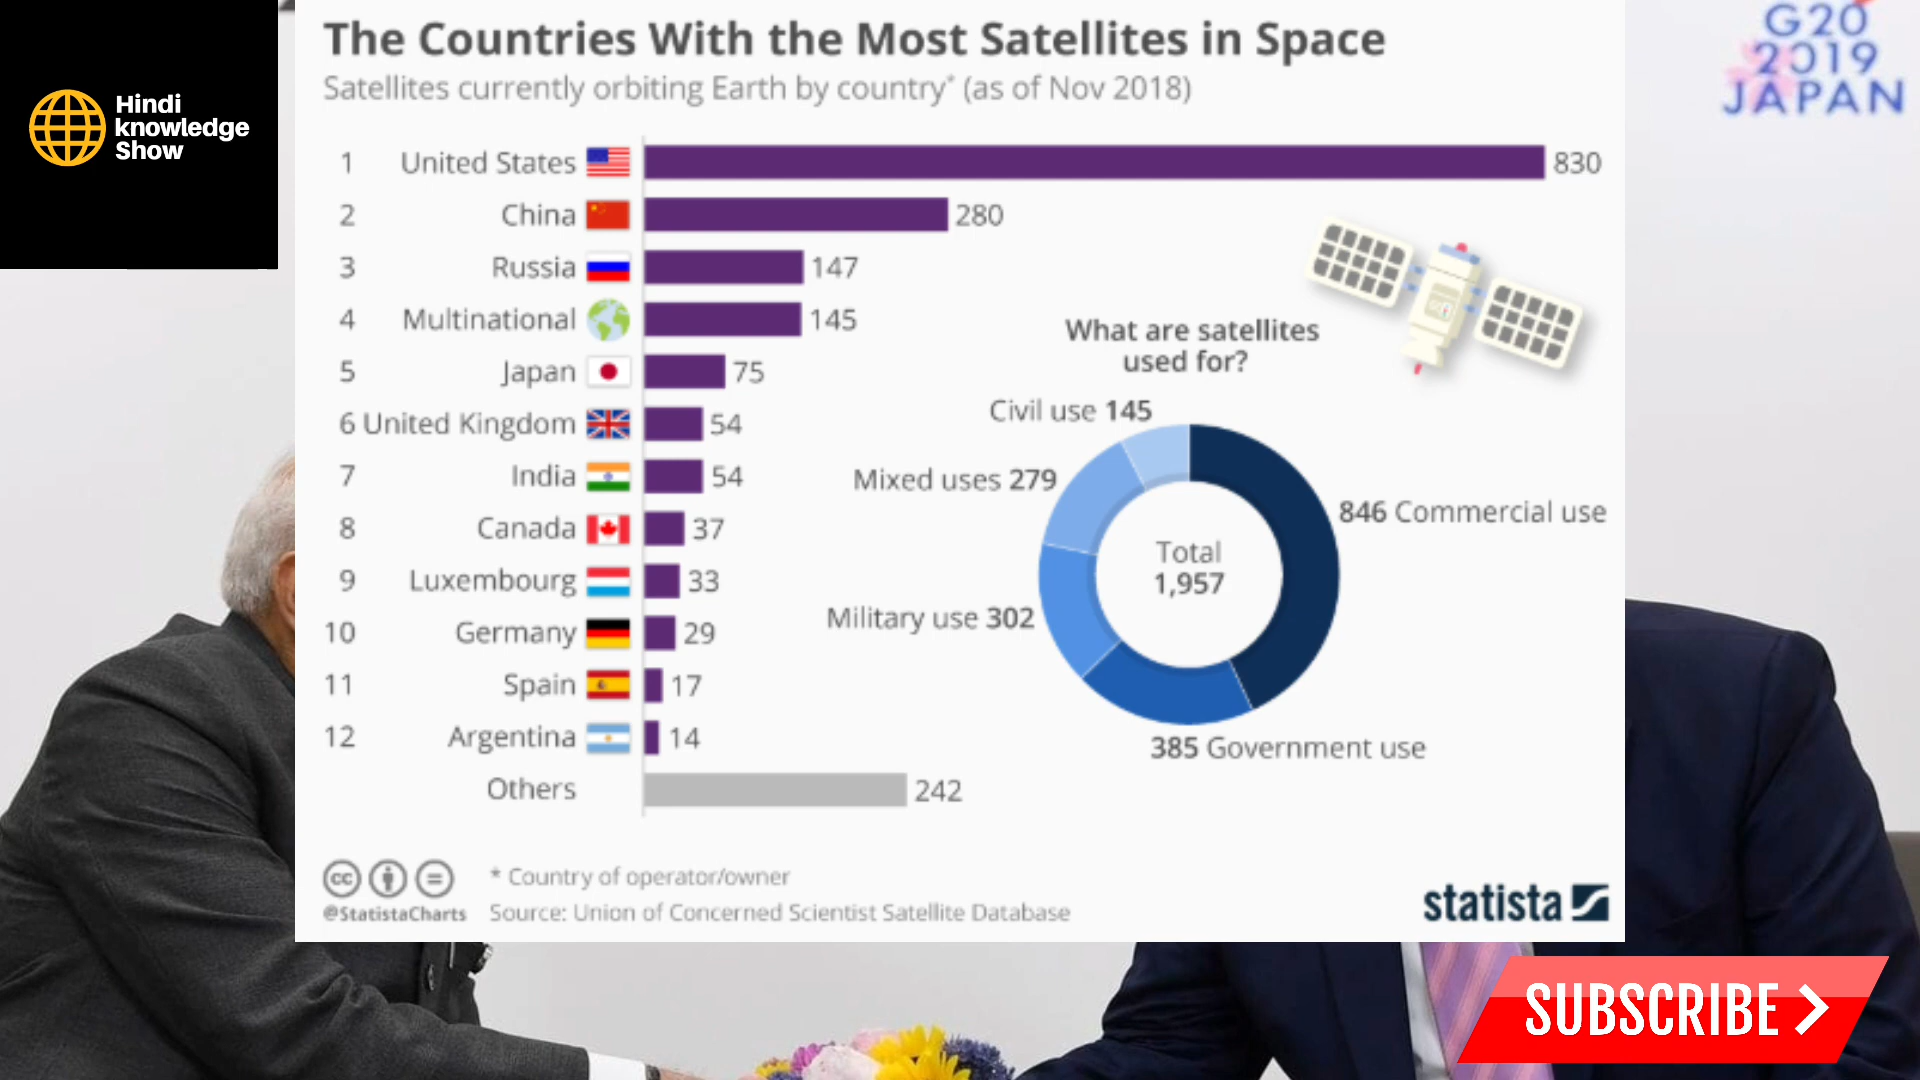 Hindi
knowledge
Show
G20
2019
JAPAN
The Countries With the Most Satellites in Space
Satellites currently orbiting Earth by country* (as of Nov 2018)
1 United States 830
2 China 280
3 Russia 147
4 Multinational 145
5 Japan 75
6 United Kingdom 54
7 India 54
8 Canada 37
9 Luxembourg 33
10 Germany 29
11 Spain 17
12 Argentina 14
Others 242
What are satellites
used for?
Civil use 145
Mixed uses 279
846 Commercial use
Total
1,957
Military use 302
385 Government use
cc
* Country of operator/owner
@StatistaCharts Source: Union of Concerned Scientist Satellite Database
statista
SUBSCRIBE